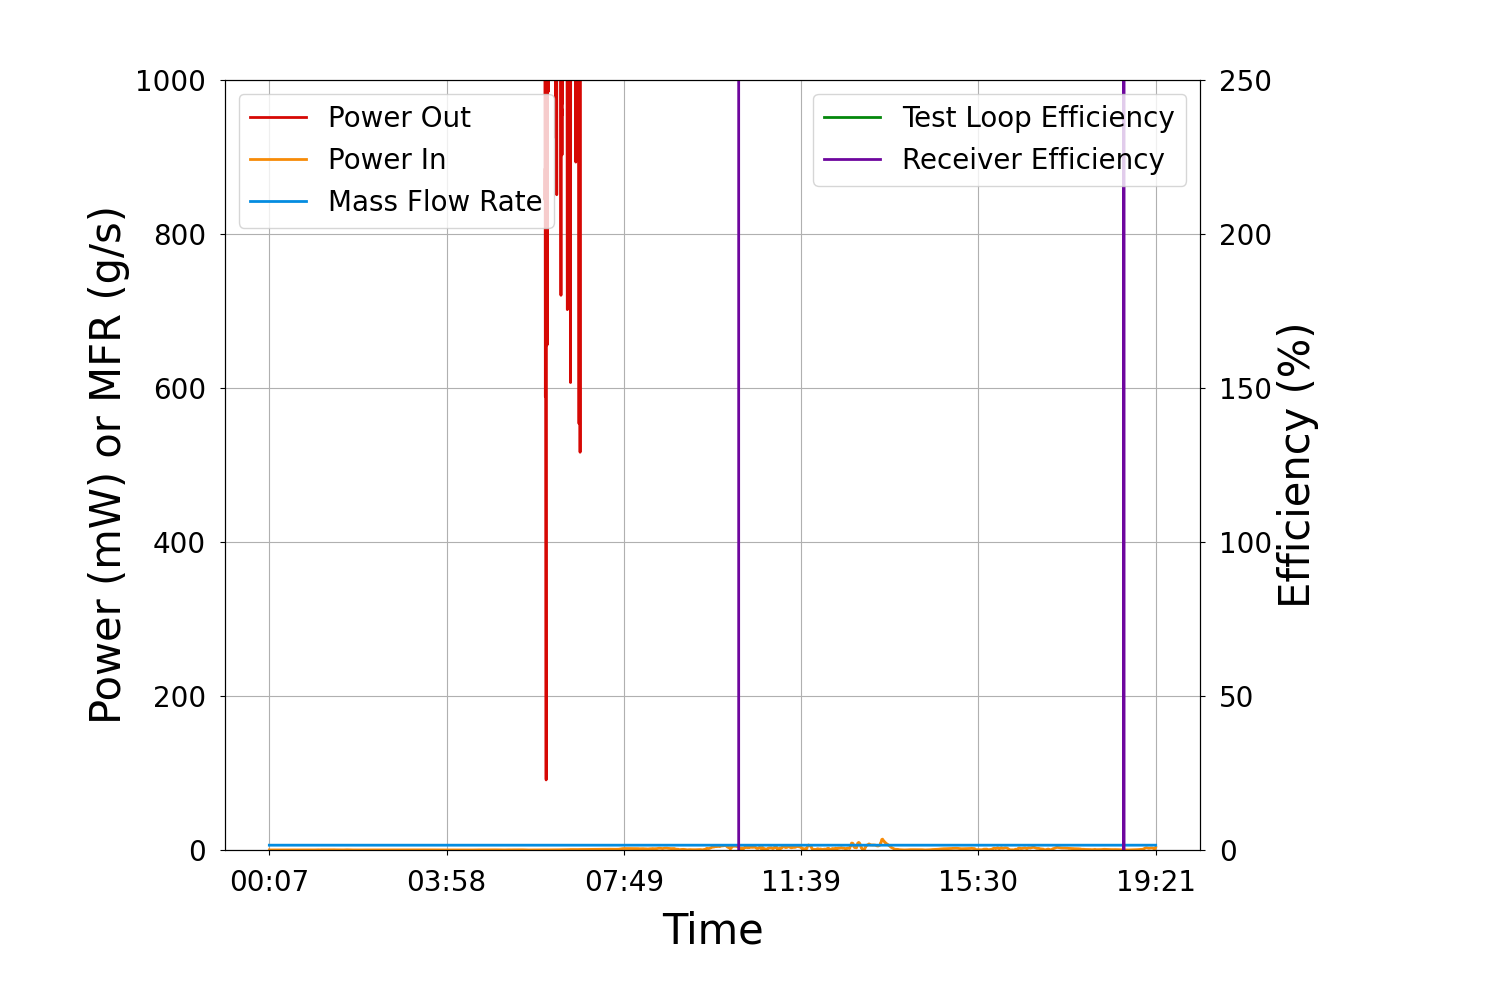 1000
800
600
400
200
0
Power (mW) or MFR (g/s)
Power Out
Power In
Mass Flow Rate
Test Loop Efficiency
Receiver Efficiency
250
200
150
100
50
0
Efficiency (%)
00:07 03:58 07:49 11:39 15:30 19:21
Time